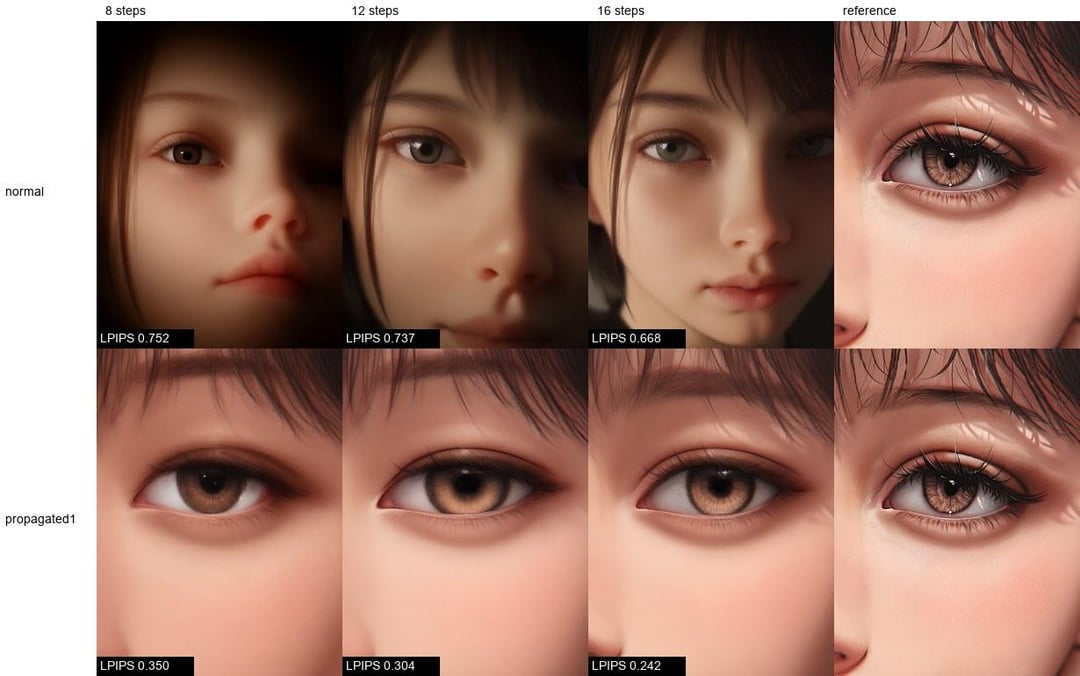 8 steps
12 steps
16 steps
reference
normal
LPIPS 0.752
LPIPS 0.737
LPIPS 0.668
propagated1
LPIPS 0.350
LPIPS 0.304
LPIPS 0.242